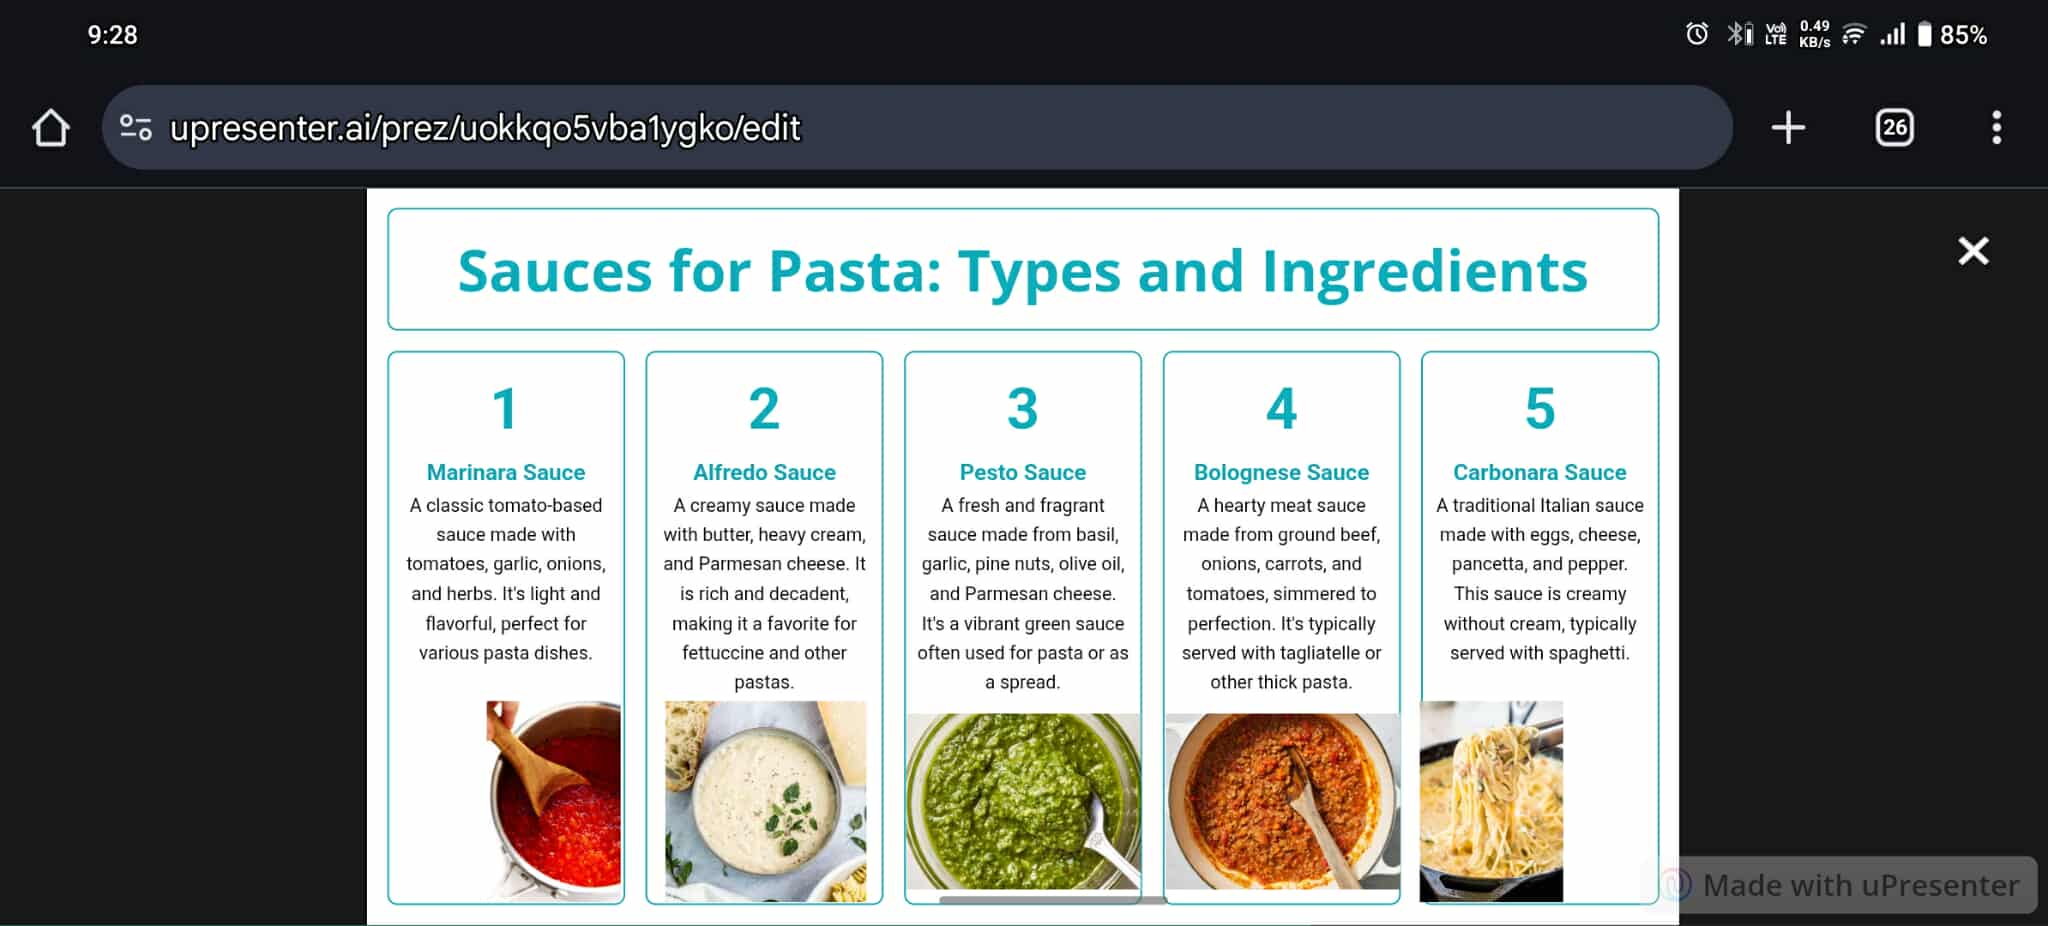 9:28
Vo) LTE
0.49 KB/s
85%
upresenter.ai/prez/uokkqo5vba1ygko/edit
26
Sauces for Pasta: Types and Ingredients
1
Marinara Sauce
A classic tomato-based
sauce made with
tomatoes, garlic, onions,
and herbs. It's light and
flavorful, perfect for
various pasta dishes.
2
Alfredo Sauce
A creamy sauce made
with butter, heavy cream,
and Parmesan cheese. It
is rich and decadent,
making it a favorite for
fettuccine and other
pastas.
3
Pesto Sauce
A fresh and fragrant
sauce made from basil,
garlic, pine nuts, olive oil,
and Parmesan cheese.
It's a vibrant green sauce
often used for pasta or as
a spread.
4
Bolognese Sauce
A hearty meat sauce
made from ground beef,
onions, carrots, and
tomatoes, simmered to
perfection. It's typically
served with tagliatelle or
other thick pasta.
5
Carbonara Sauce
A traditional Italian sauce
made with eggs, cheese,
pancetta, and pepper.
This sauce is creamy
without cream, typically
served with spaghetti.
Made with uPresenter